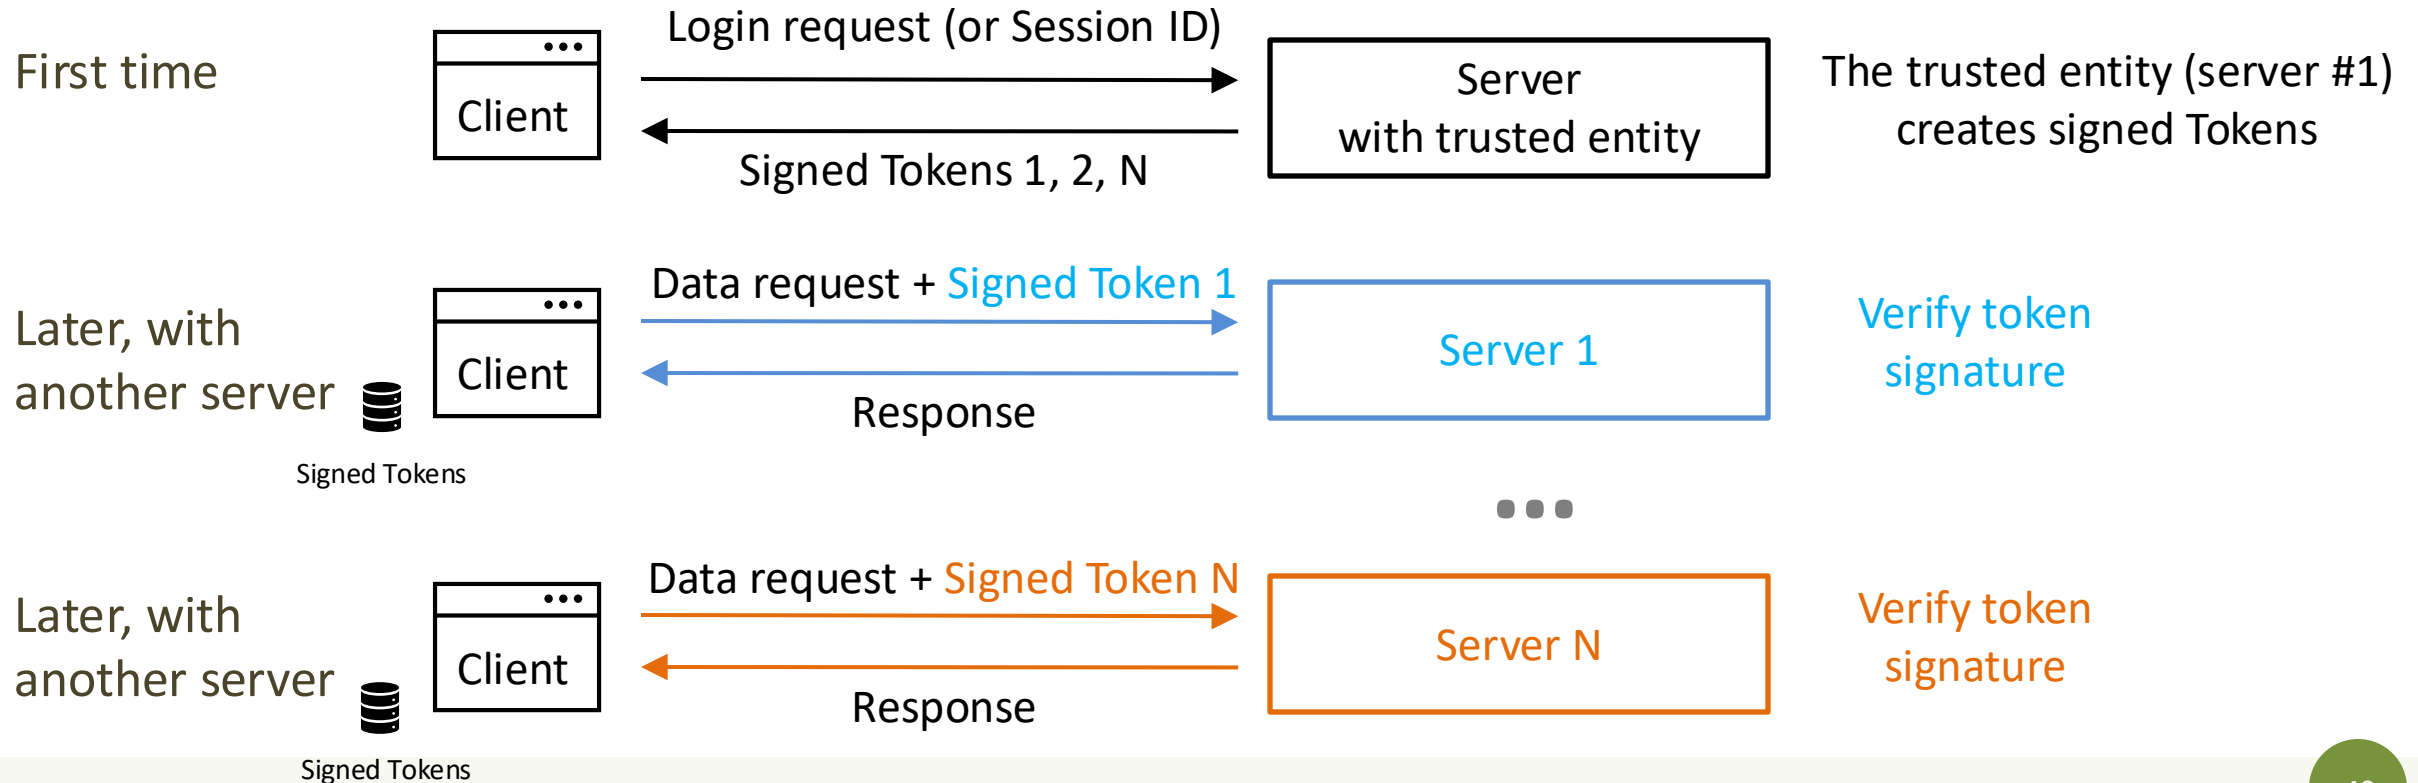 First time
Client
Login request (or Session ID)
Signed Tokens 1, 2, N
Server
with trusted entity
The trusted entity (server #1)
creates signed Tokens
Later, with
another server
Signed Tokens
Client
Data request + Signed Token 1
Response
Server 1
Verify token
signature
Later, with
another server
Signed Tokens
Client
Data request + Signed Token N
Response
Server N
Verify token
signature